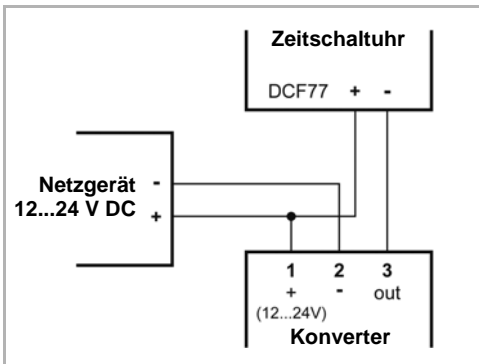 Zeitschaltuhr
DCF77 + -
Netzgerät -
12...24 V DC +
1 2 3
+ - out
(12...24V)
Konverter